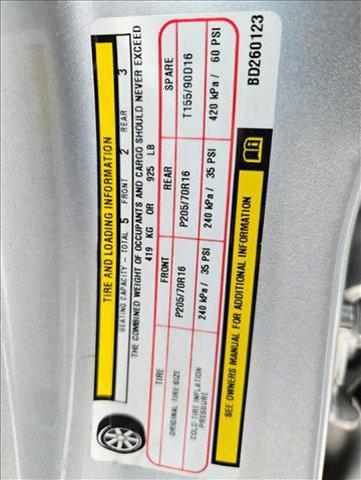 TIRE AND LOADING INFORMATION
SEATING CAPACITY - TOTAL 5 FRONT 2 REAR 3
THE COMBINED WEIGHT OF OCCUPANTS AND CARGO SHOULD NEVER EXCEED
419 KG OR 925 LB
TIRE FRONT REAR SPARE
ORIGINAL TIRE SIZE P205/70R16 P205/70R16 T155/90D16
COLD TIRE INFLATION PRESSURE 240 kPa / 35 PSI 240 kPa / 35 PSI 420 kPa / 60 PSI
SEE OWNERS MANUAL FOR ADDITIONAL INFORMATION
BD260123